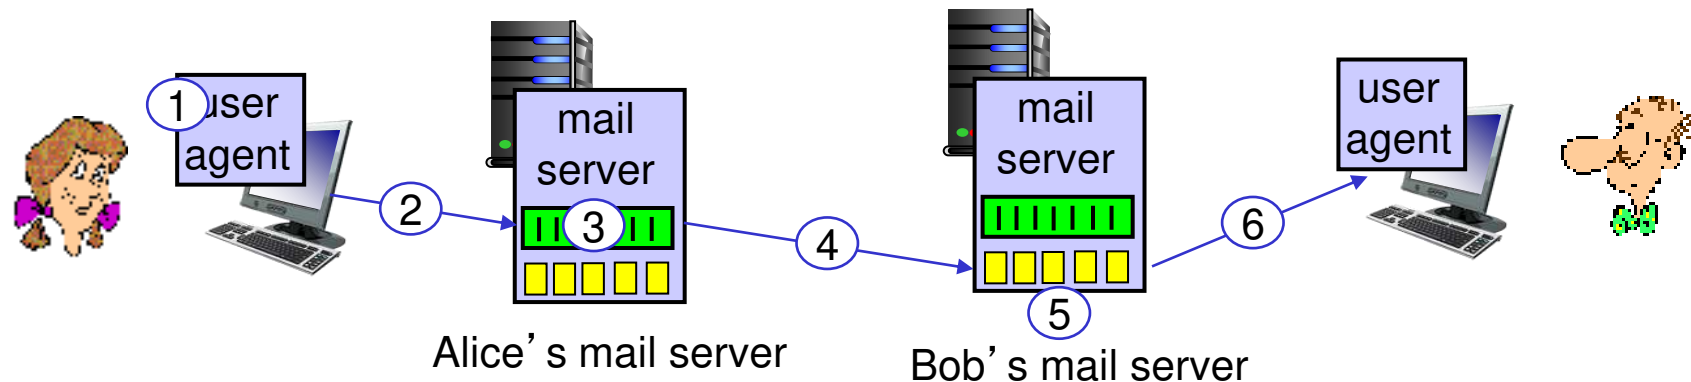 1
user
agent
2
mail
server
3
Alice’s mail server
4
mail
server
5
Bob’s mail server
6
user
agent